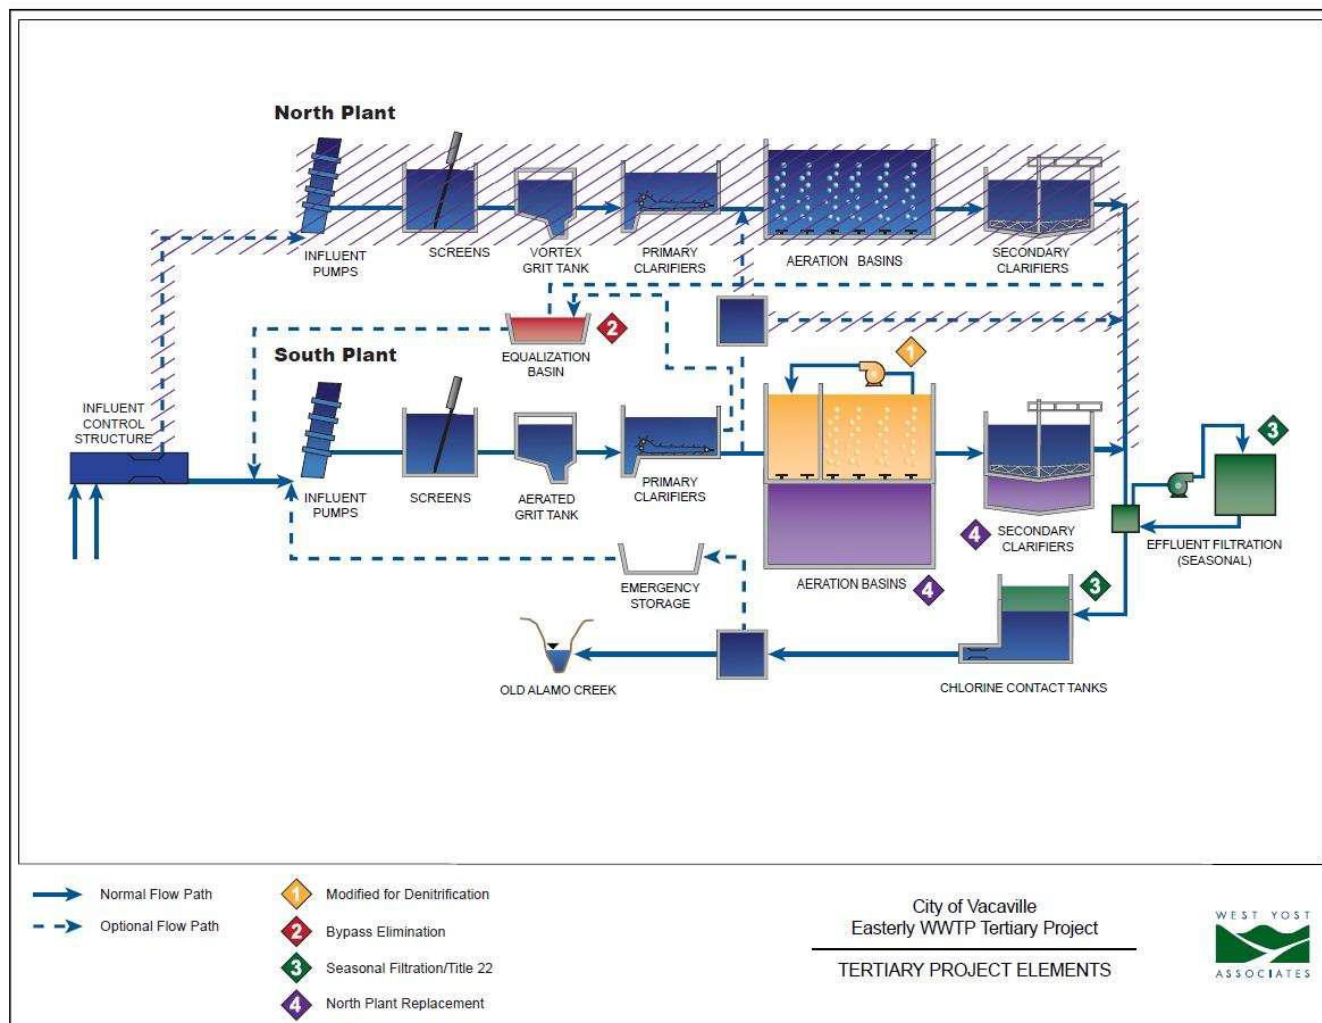 North Plant
INFLUENT
PUMPS
SCREENS
VORTEX
GRIT TANK
PRIMARY
CLARIFIERS
AERATION BASINS
SECONDARY
CLARIFIERS
2
EQUALIZATION
BASIN
South Plant
1
INFLUENT
CONTROL
STRUCTURE
INFLUENT
PUMPS
SCREENS
AERATED
GRIT TANK
PRIMARY
CLARIFIERS
AERATION BASINS
4
4
SECONDARY
CLARIFIERS
3
EFFLUENT FILTRATION
(SEASONAL)
EMERGENCY
STORAGE
3
OLD ALAMO CREEK
CHLORINE CONTACT TANKS
Normal Flow Path
Optional Flow Path
1 Modified for Denitrification
2 Bypass Elimination
3 Seasonal Filtration/Title 22
4 North Plant Replacement
City of Vacaville
Easterly WWTP Tertiary Project
TERTIARY PROJECT ELEMENTS
WEST YOST
ASSOCIATES